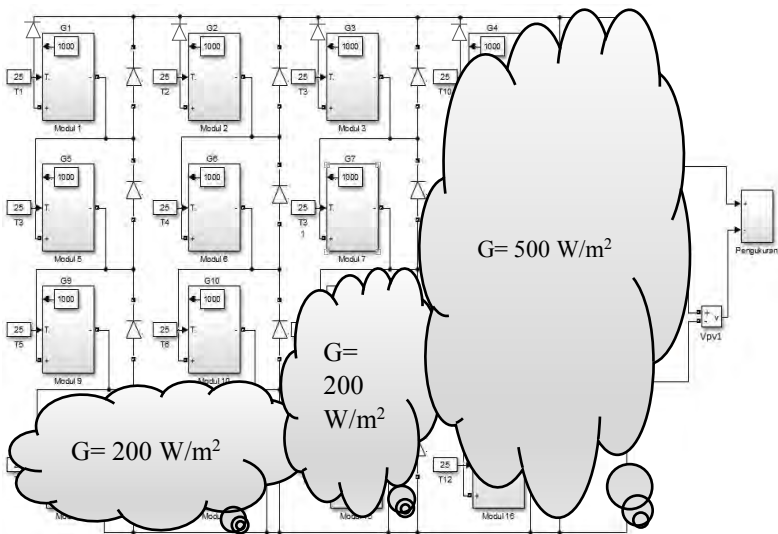 G1 G2 G3 G4
1000 1000 1000 1000
25 T. - 25 T. - 25 T. - 25
T1 T2 T3 T10
+ + +
Modul 1 Modul 2 Modul 3
G5 G6 G7
1000 1000 1000
25 T. - 25 T. - 25 T. -
T3 T4 T3
1
+ + +
Modul 5 Modul 6 Modul 7
G= 500 W/m²
+
-
Pengukuran
G9 G10
1000 1000
25 T. - 25 T. -
T5 T6
+ +
Modul 9
+
- v
Vpv1
G=
200
W/m²
G= 200 W/m²
25
T12
+
Modul 16